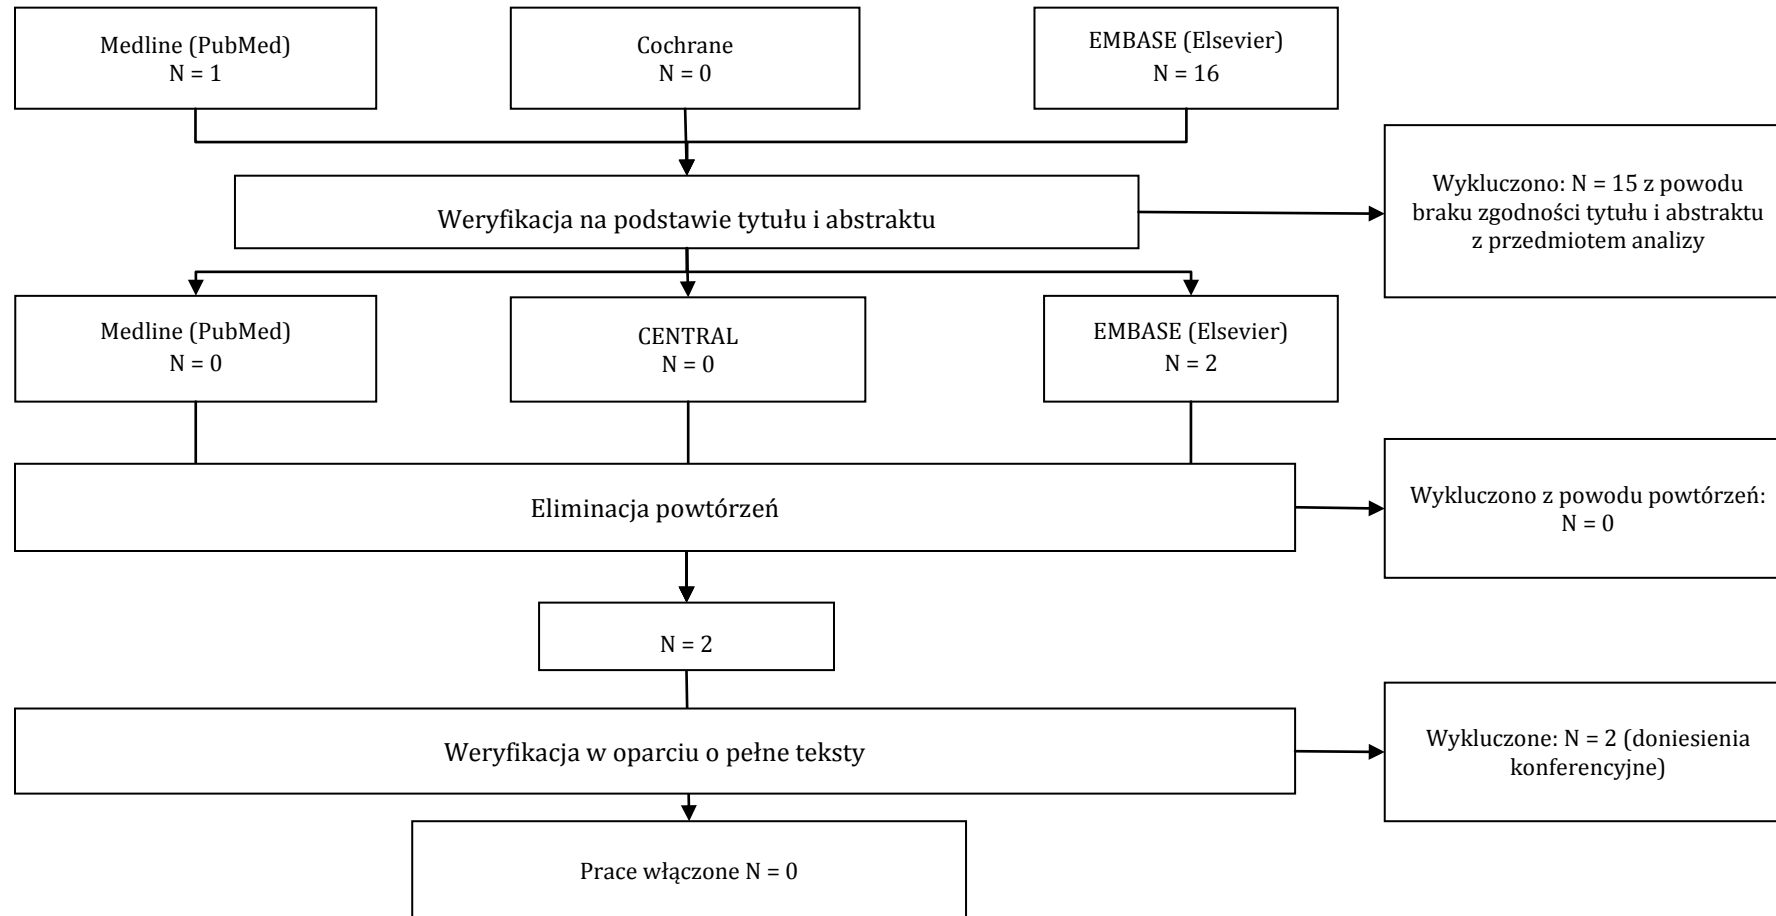 Medline (PubMed)
N = 1
Cochrane
N = 0
EMBASE (Elsevier)
N = 16
Wykluczono: N = 15 z powodu
braku zgodności tytułu i abstraktu
z przedmiotem analizy
Weryfikacja na podstawie tytułu i abstraktu
Medline (PubMed)
N = 0
CENTRAL
N = 0
EMBASE (Elsevier)
N = 2
Eliminacja powtórzeń
Wykluczono z powodu powtórzeń:
N = 0
N = 2
Weryfikacja w oparciu o pełne teksty
Wykluczone: N = 2 (doniesienia
konferencyjne)
Prace włączone N = 0